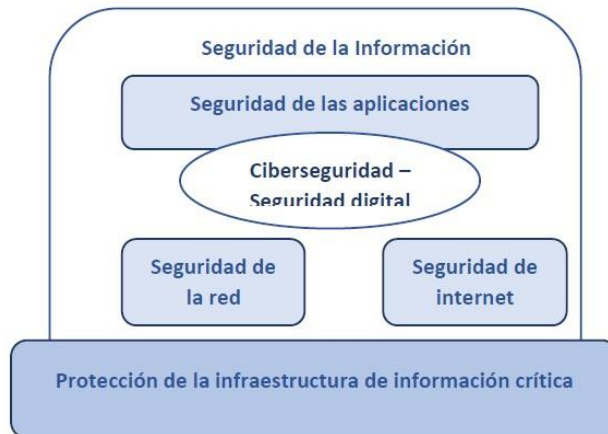 Seguridad de la Información
Seguridad de las aplicaciones
Ciberseguridad –
Seguridad digital
Seguridad de
la red
Seguridad de
internet
Protección de la infraestructura de información crítica